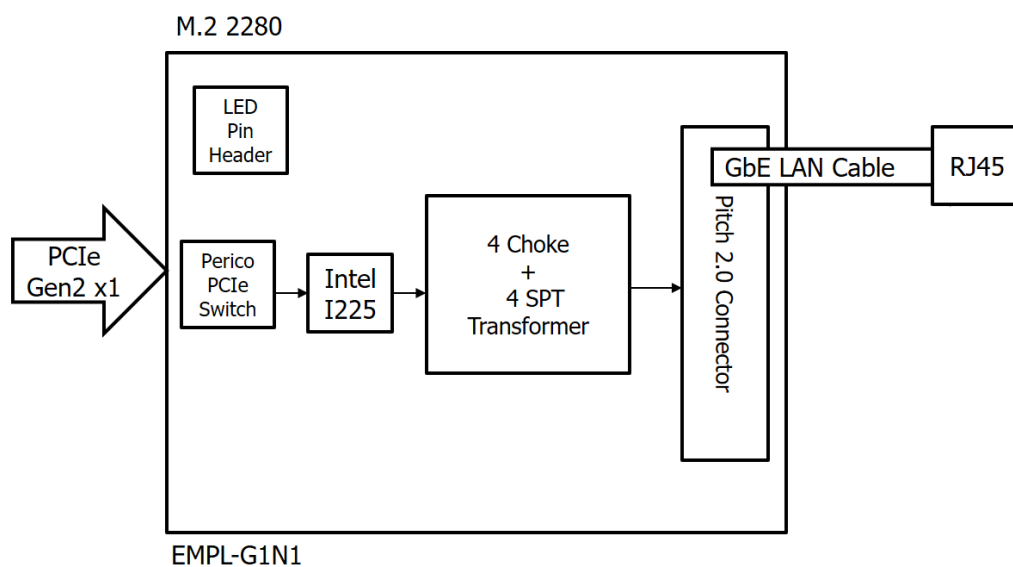 M.2 2280
LED
Pin
Header
PCIe
Gen2 x1
Perico
PCIe
Switch
Intel
I225
4 Choke
+
4 SPT
Transformer
Pitch 2.0 Connector
GbE LAN Cable
RJ45
EMPL-G1N1